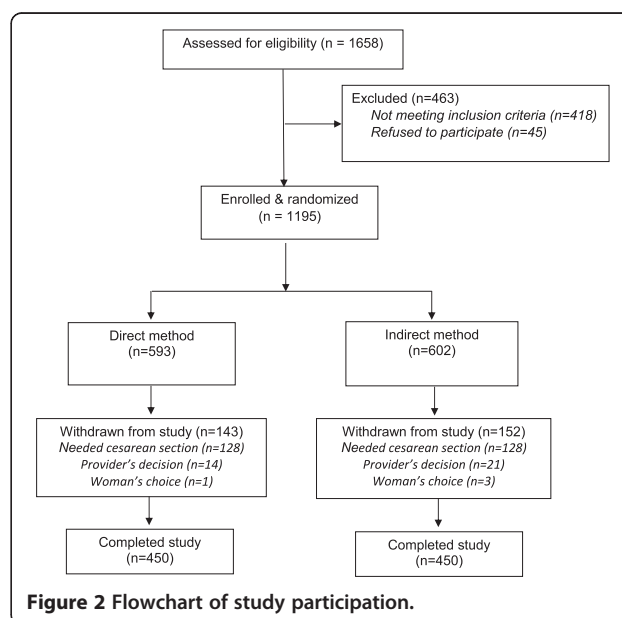 Assessed for eligibility (n = 1658)
Excluded (n=463)
Not meeting inclusion criteria (n=418)
Refused to participate (n=45)
Enrolled & randomized
(n = 1195)
Direct method
(n=593)
Indirect method
(n=602)
Withdrawn from study (n=143)
Needed cesarean section (n=128)
Provider's decision (n=14)
Woman's choice (n=1)
Withdrawn from study (n=152)
Needed cesarean section (n=128)
Provider's decision (n=21)
Woman's choice (n=3)
Completed study
(n=450)
Completed study
(n=450)
Figure 2 Flowchart of study participation.